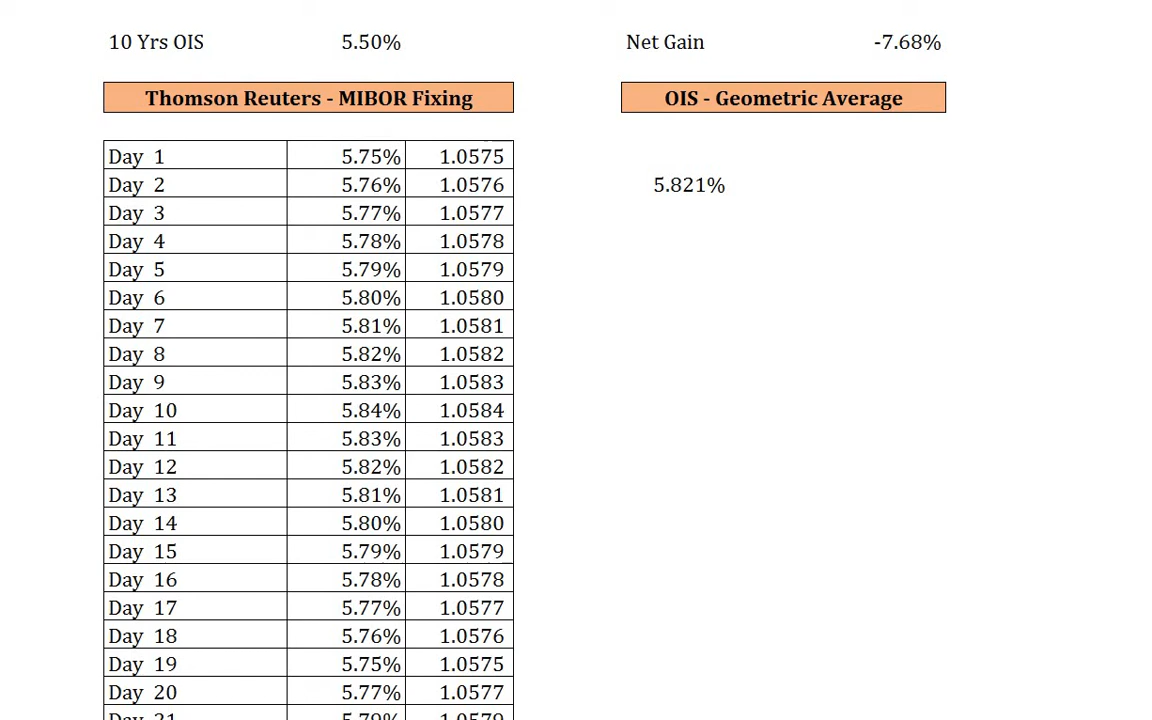 10 Yrs OIS 5.50% Net Gain -7.68%
Thomson Reuters - MIBOR Fixing OIS - Geometric Average
Day 1 5.75% 1.0575
Day 2 5.76% 1.0576 5.821%
Day 3 5.77% 1.0577
Day 4 5.78% 1.0578
Day 5 5.79% 1.0579
Day 6 5.80% 1.0580
Day 7 5.81% 1.0581
Day 8 5.82% 1.0582
Day 9 5.83% 1.0583
Day 10 5.84% 1.0584
Day 11 5.83% 1.0583
Day 12 5.82% 1.0582
Day 13 5.81% 1.0581
Day 14 5.80% 1.0580
Day 15 5.79% 1.0579
Day 16 5.78% 1.0578
Day 17 5.77% 1.0577
Day 18 5.76% 1.0576
Day 19 5.75% 1.0575
Day 20 5.77% 1.0577
Day 21 5.79% 1.0579